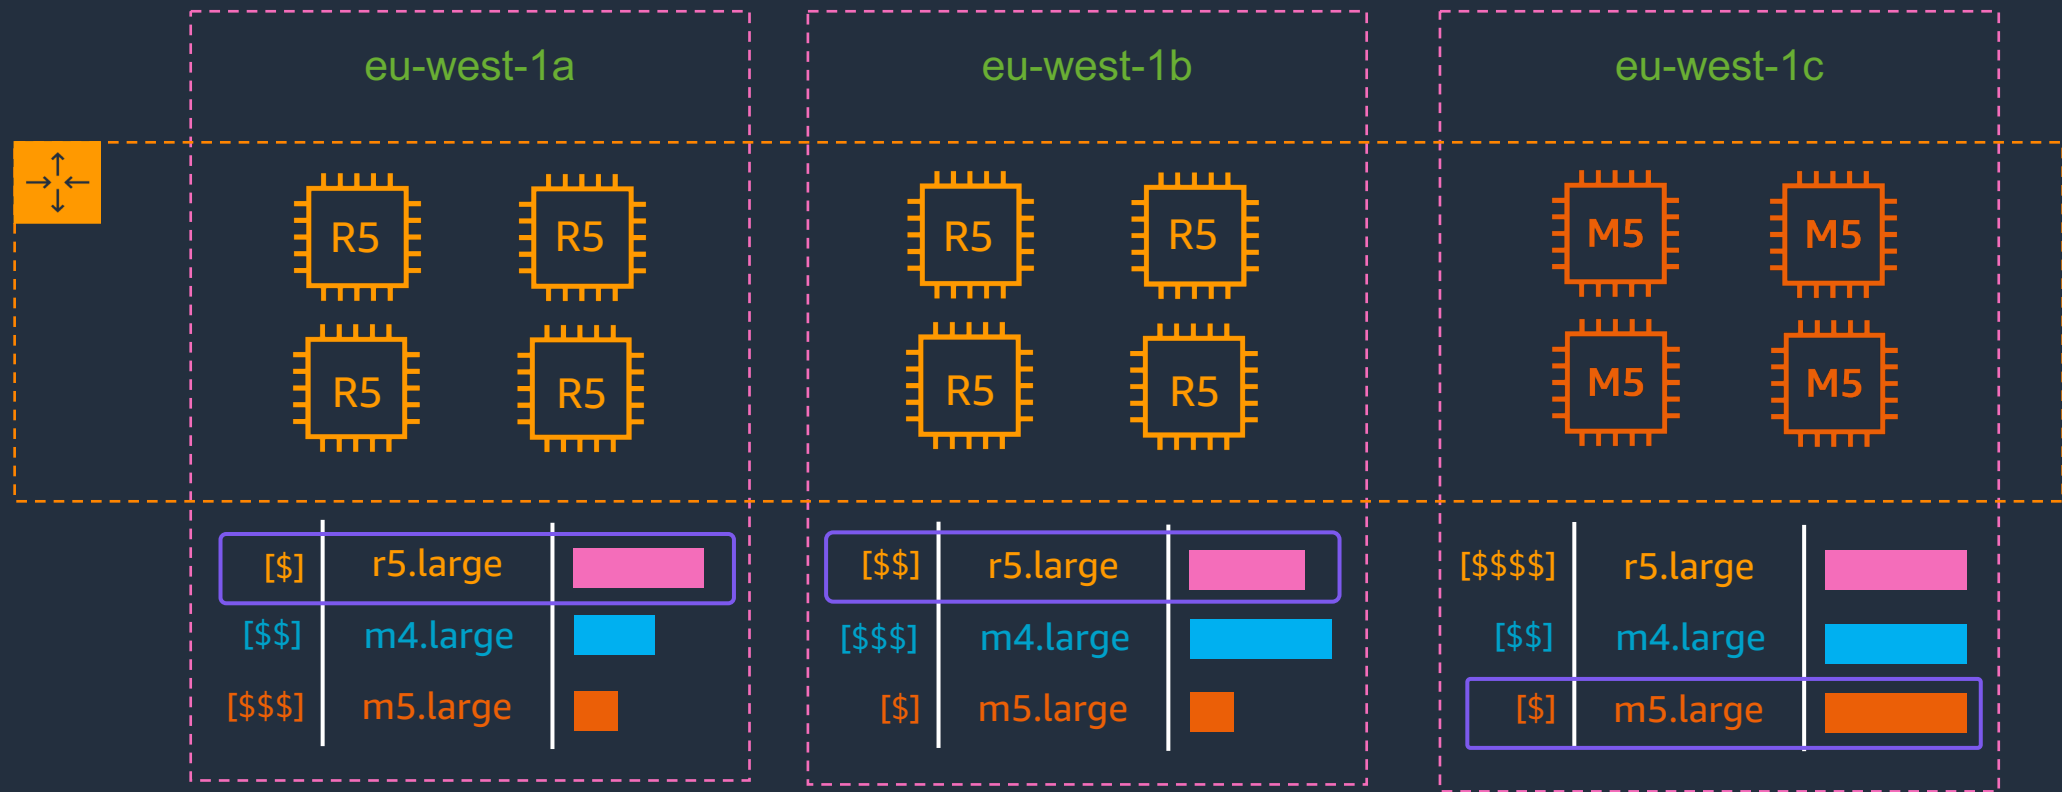 eu-west-1a eu-west-1b eu-west-1c
R5 R5 R5 R5 M5 M5
R5 R5 R5 R5 M5 M5
[$] r5.large [$$] r5.large [$$$$] r5.large
[$$] m4.large [$$$] m4.large [$$] m4.large
[$$$] m5.large [$] m5.large [$] m5.large